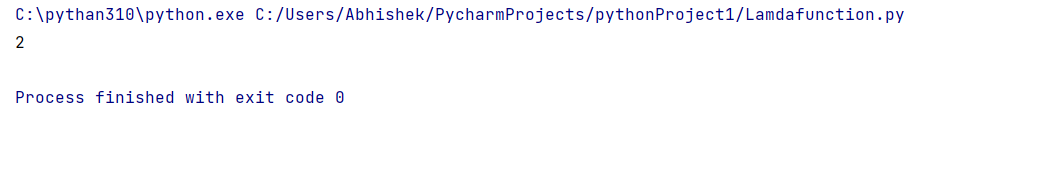 C:\pythan310\python.exe C:/Users/Abhishek/PycharmProjects/pythonProject1/Lamdafunction.py
2
Process finished with exit code 0